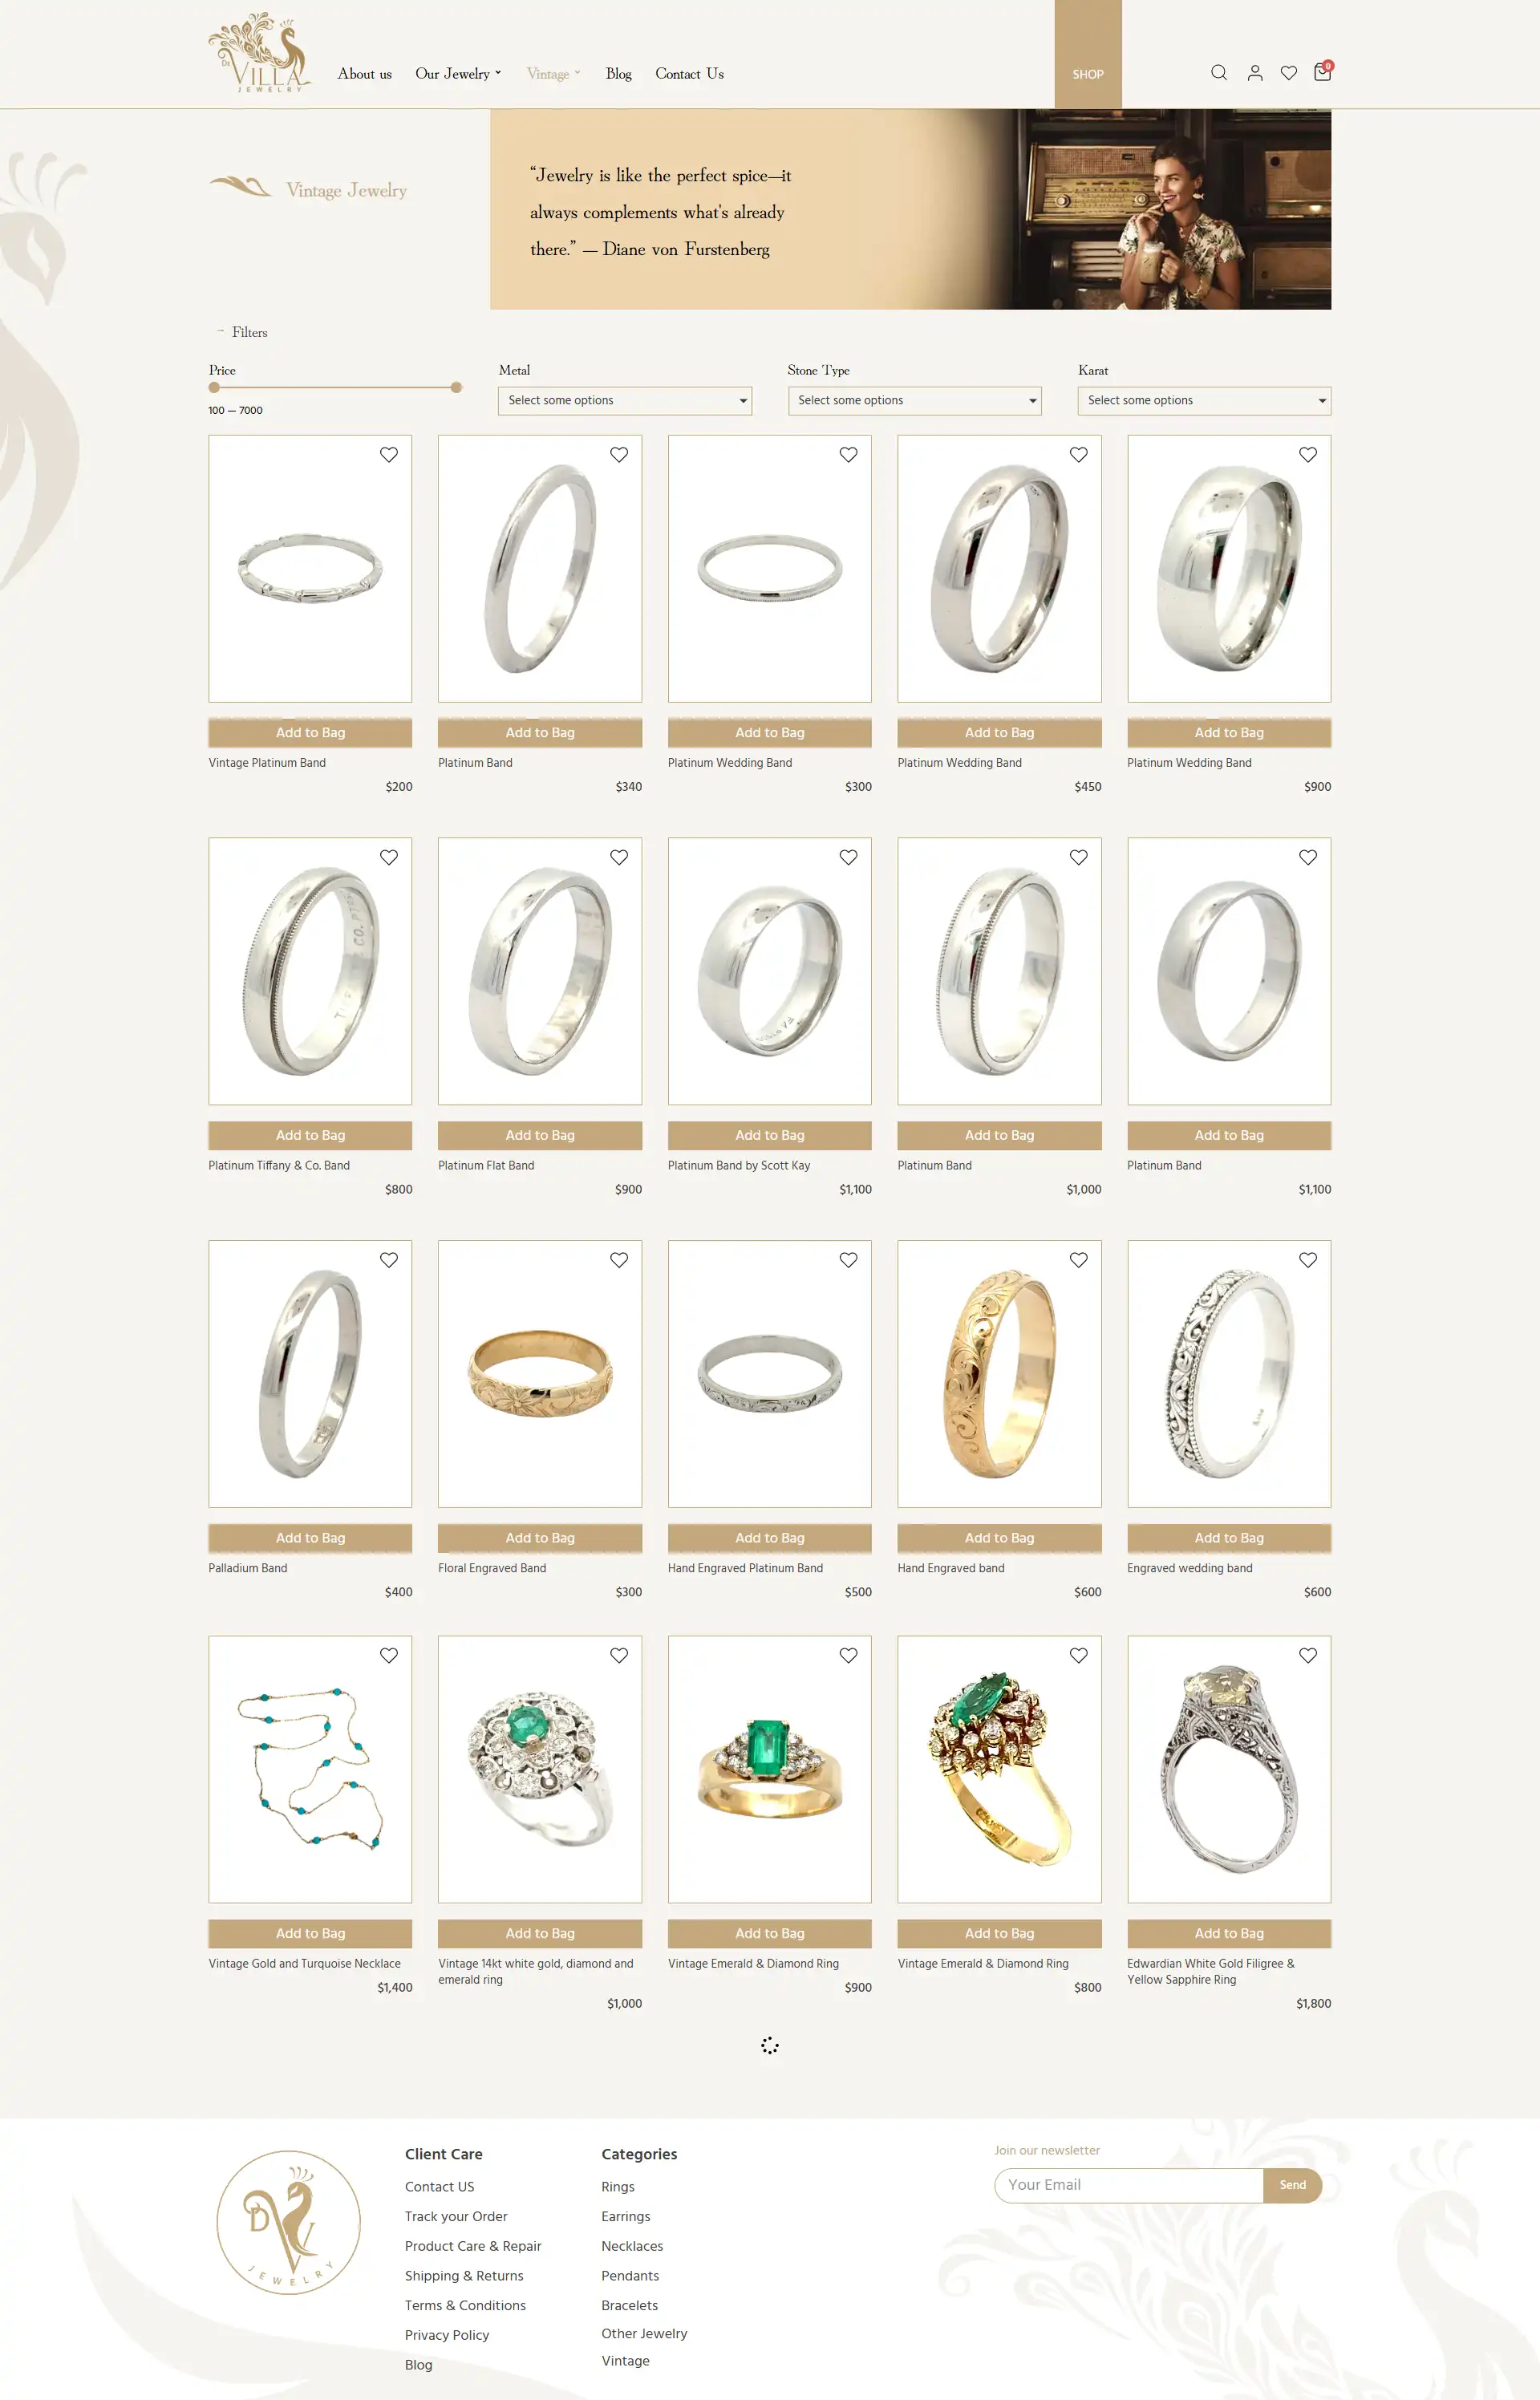 De
VILLA
JEWELRY
About us
Our Jewelry
Vintage
Blog
Contact Us
SHOP
0
Vintage Jewelry
“Jewelry is like the perfect spice—it
always complements what's already
there.” — Diane von Furstenberg
Filters
Price
Metal
Stone Type
Karat
100 — 7000
Select some options
Select some options
Select some options
Add to Bag
Add to Bag
Add to Bag
Add to Bag
Add to Bag
Vintage Platinum Band
Platinum Band
Platinum Wedding Band
Platinum Wedding Band
Platinum Wedding Band
$200
$340
$300
$450
$900
Add to Bag
Add to Bag
Add to Bag
Add to Bag
Add to Bag
Platinum Tiffany & Co. Band
Platinum Flat Band
Platinum Band by Scott Kay
Platinum Band
Platinum Band
$800
$900
$1,100
$1,000
$1,100
Add to Bag
Add to Bag
Add to Bag
Add to Bag
Add to Bag
Palladium Band
Floral Engraved Band
Hand Engraved Platinum Band
Hand Engraved band
Engraved wedding band
$400
$300
$500
$600
$600
Add to Bag
Add to Bag
Add to Bag
Add to Bag
Add to Bag
Vintage Gold and Turquoise Necklace
$1,400
Vintage 14kt white gold, diamond and
emerald ring
$1,000
Vintage Emerald & Diamond Ring
$900
Vintage Emerald & Diamond Ring
$800
Edwardian White Gold Filigree &
Yellow Sapphire Ring
$1,800
D V
JEWELRY
Client Care
Contact US
Track your Order
Product Care & Repair
Shipping & Returns
Terms & Conditions
Privacy Policy
Blog
Categories
Rings
Earrings
Necklaces
Pendants
Bracelets
Other Jewelry
Vintage
Join our newsletter
Your Email
Send